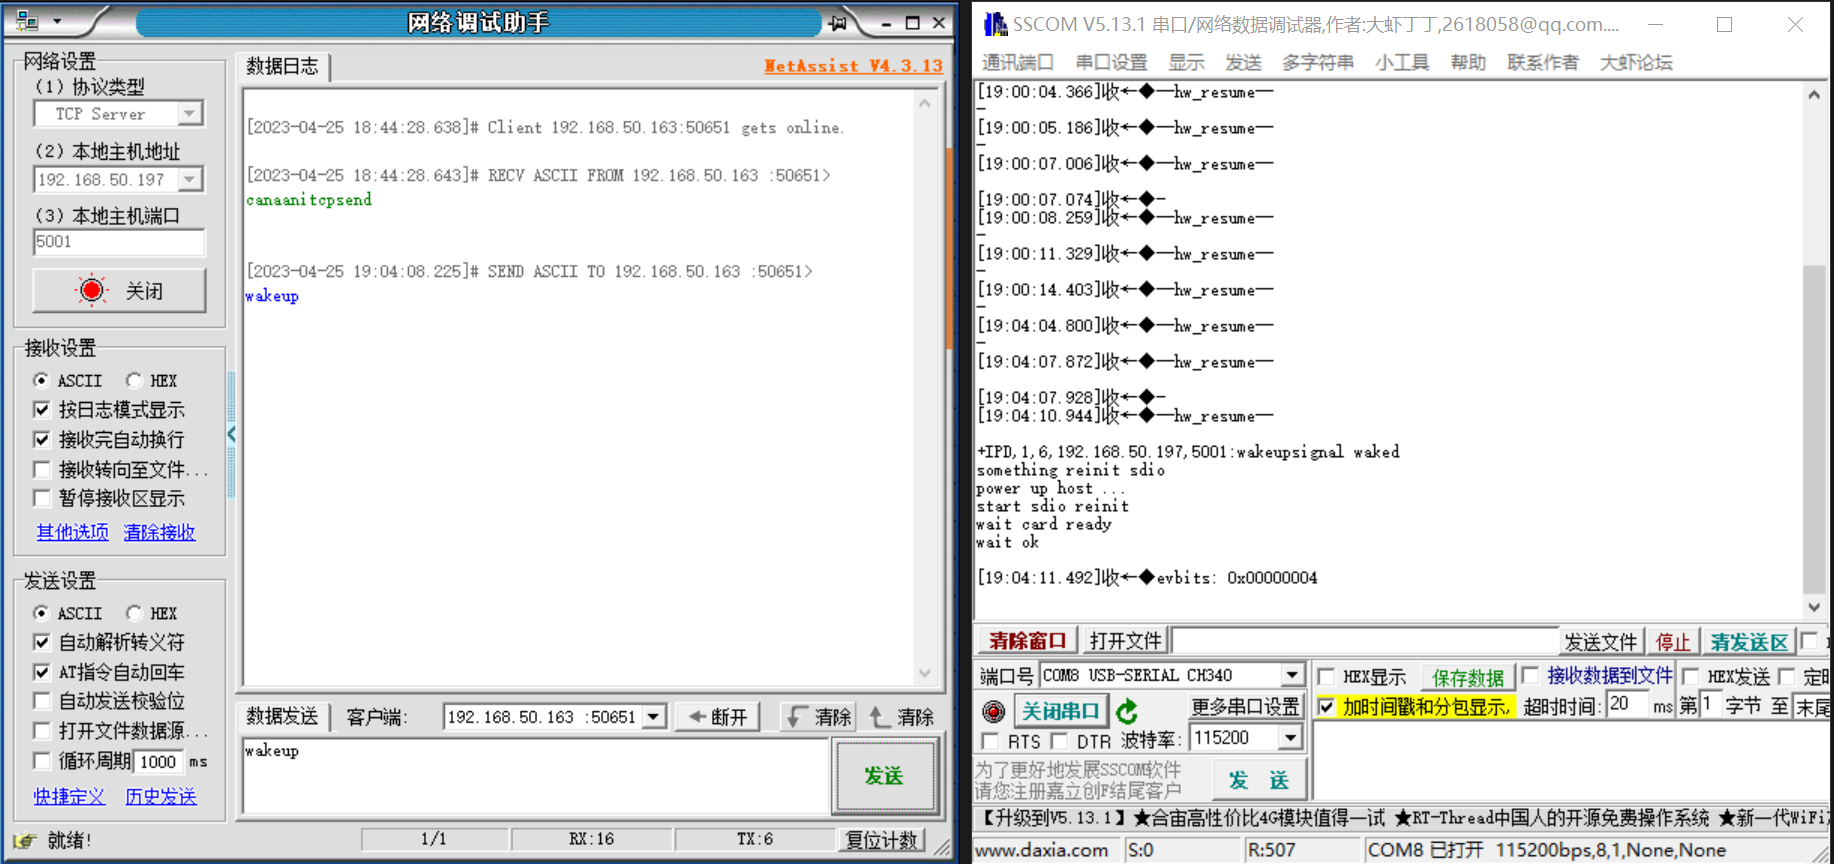 网络调试助手
网络设置
(1) 协议类型
TCP Server
(2) 本地主机地址
192.168.50.197
(3) 本地主机端口
5001
关闭
接收设置
ASCII HEX
按日志模式显示
接收完自动换行
接收转向至文件...
暂停接收区显示
其他选项 清除接收
发送设置
ASCII HEX
自动解析转义符
AT指令自动回车
自动发送校验位
打开文件数据源...
循环周期 1000 ms
快捷定义 历史发送
数据日志
NetAssist V4.3.13
[2023-04-25 18:44:28.638]# Client 192.168.50.163:50651 gets online.
[2023-04-25 18:44:28.643]# RECV ASCII FROM 192.168.50.163 :50651>
canaanitcpsend
[2023-04-25 19:04:08.225]# SEND ASCII TO 192.168.50.163 :50651>
wakeup
数据发送 客户端: 192.168.50.163 :50651 断开 清除 清除
wakeup
发送
就绪! 1/1 RX:16 TX:6 复位计数
SSCOM V5.13.1 串口/网络数据调试器,作者:大虾丁丁,2618058@qq.com....
通讯端口 串口设置 显示 发送 多字符串 小工具 帮助 联系作者 大虾论坛
[19:00:04.366]收←◆—hw_resume—
—
[19:00:05.186]收←◆—hw_resume—
—
[19:00:07.006]收←◆—hw_resume—
[19:00:07.074]收←◆—
[19:00:08.259]收←◆—hw_resume—
—
[19:00:11.329]收←◆—hw_resume—
—
[19:00:14.403]收←◆—hw_resume—
—
[19:04:04.800]收←◆—hw_resume—
—
[19:04:07.872]收←◆—hw_resume—
[19:04:07.928]收←◆—
[19:04:10.944]收←◆—hw_resume—
+IPD,1,6,192.168.50.197,5001:wakeupsignal waked
something reinit sdio
power up host ...
start sdio reinit
wait card ready
wait ok
[19:04:11.492]收←◆evbits: 0x00000004
清除窗口 打开文件 发送文件 停止 清发送区
端口号 COM8 USB-SERIAL CH340 HEX显示 保存数据 接收数据到文件 HEX发送
关闭串口 更多串口设置 加时间戳和分包显示, 超时时间: 20 ms 第1 字节 至 末尾
RTS DTR 波特率: 115200
为了更好地发展SSCOM软件
请您注册嘉立创F结尾客户
发 送
【升级到V5.13.1】★合宙高性价比4G模块值得一试 ★RT-Thread中国人的开源免费操作系统 ★新一代WiFi
www.daxia.com S:0 R:507 COM8 已打开 115200bps,8,1,None,None